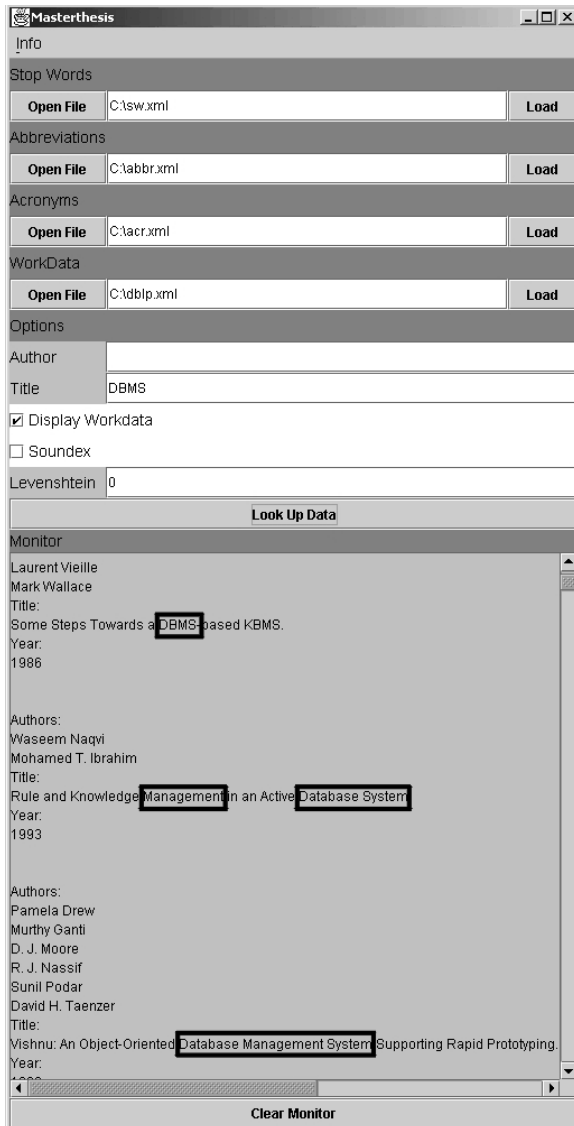 Masterthesis
Info
Stop Words
Open File C:\sw.xml Load
Abbreviations
Open File C:\abbr.xml Load
Acronyms
Open File C:\acr.xml Load
WorkData
Open File C:\dblp.xml Load
Options
Author
Title DBMS
Display Workdata
Soundex
Levenshtein 0
Look Up Data
Monitor
Laurent Vieille
Mark Wallace
Title:
Some Steps Towards a DBMS-based KBMS.
Year:
1986
Authors:
Waseem Naqvi
Mohamed T. Ibrahim
Title:
Rule and Knowledge Management in an Active Database System
Year:
1993
Authors:
Pamela Drew
Murthy Ganti
D. J. Moore
R. J. Nassif
Sunil Podar
David H. Taenzer
Title:
Vishnu: An Object-Oriented Database Management System Supporting Rapid Prototyping.
Year:
Clear Monitor